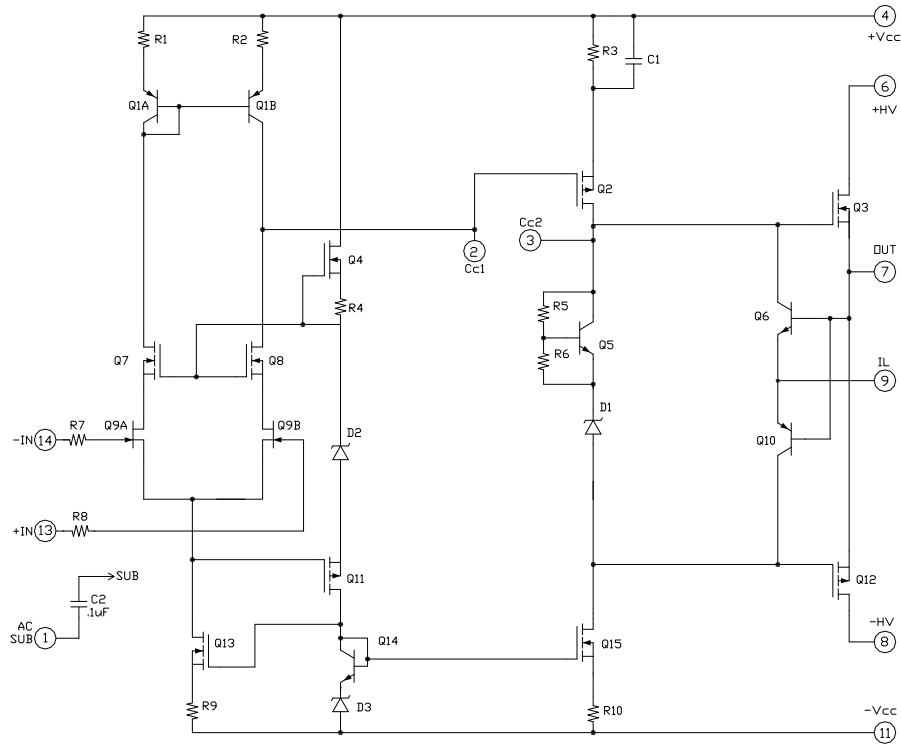 R1
R2
R3
C1
4
+Vcc
Q1A
Q1B
6
+HV
Q2
Q3
Cc2
3
2
Cc1
OUT
7
Q4
R4
R5
Q5
R6
Q6
Q7
Q8
IL
9
D1
R7
Q9A
Q9B
-IN 14
D2
Q10
R8
+IN 13
SUB
Q11
Q12
C2
.1uF
AC
SUB 1
Q13
Q14
Q15
-HV
8
R9
D3
R10
-Vcc
11